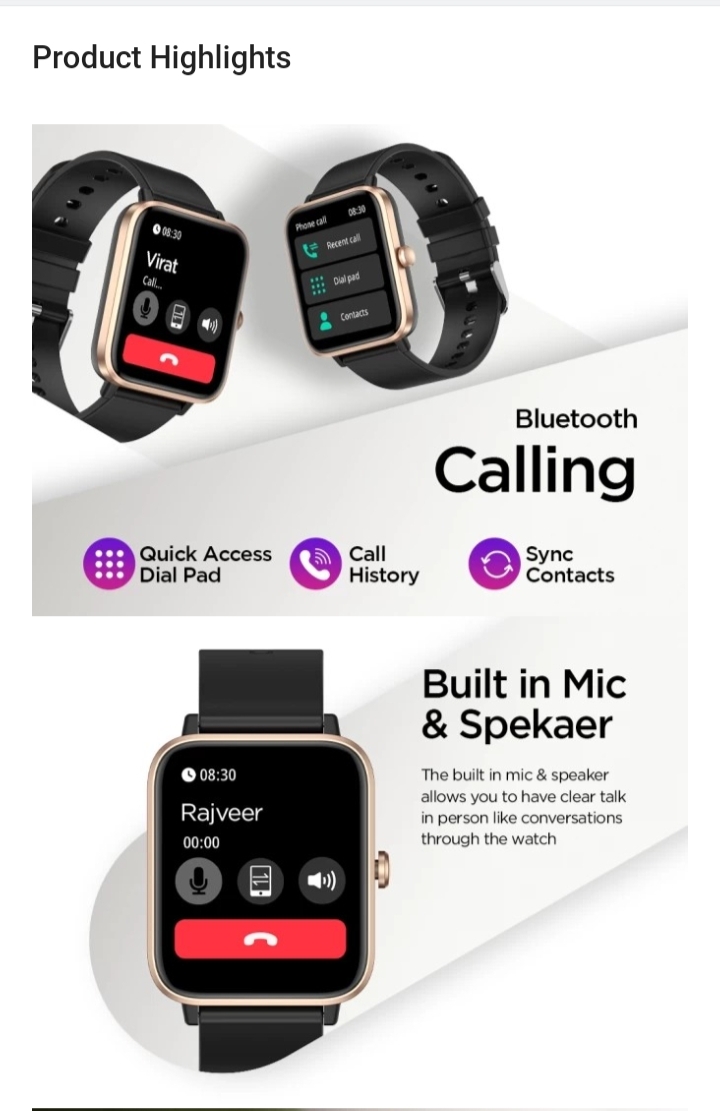 Product Highlights
08:30
Virat
Call...
Phone call 08:30
Recent call
Dial pad
Contacts
Bluetooth
Calling
Quick Access
Dial Pad
Call
History
Sync
Contacts
Built in Mic
& Spekaer
The built in mic & speaker
allows you to have clear talk
in person like conversations
through the watch
08:30
Rajveer
00:00